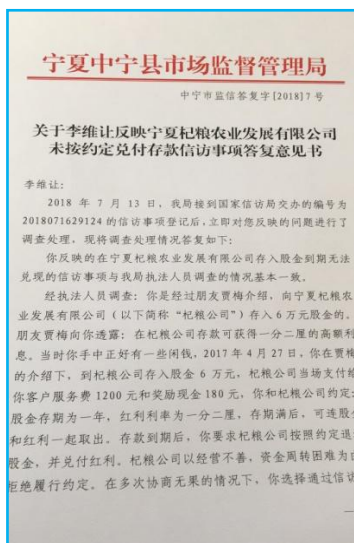 宁夏中宁县市场监督管理局
中宁市监信答复字[2018]7号
关于李维让反映宁夏杞粮农业发展有限公司
未按约定兑付存款信访事项答复意见书
李维让：
2018 年 7 月 13 日，我局接到国家信访局交办的编号为
2018071629124 的信访事项登记后，立即对您反映的问题进行了
调查处理，现将调查处理情况答复如下：
你反映的在宁夏杞粮农业发展有限公司存入股金到期无法
兑现的信访事项与我局执法人员调查的情况基本一致。
经执法人员调查：你是经过朋友贾梅介绍，向宁夏杞粮农
业发展有限公司（以下简称“杞粮公司”）存入 6 万元股金的。
朋友贾梅向你透露：在杞粮公司存款可获得一分二厘的高额利
息。当时你手中正好有一些闲钱，2017 年 4 月 27 日，你在贾梅
的介绍下，到杞粮公司存入股金 6 万元，杞粮公司当场支付给
你客户服务费 1200 元和奖励现金 180 元，你和杞粮公司约定：
股金存期为一年，红利利率为一分二厘，存期满后，可连股金
和红利一起取出。存款到期后，你要求杞粮公司按照约定退
股金，并兑付红利。杞粮公司以经营不善，资金周转困难为由
拒绝履行约定。在多次协商无果的情况下，你选择通过信访